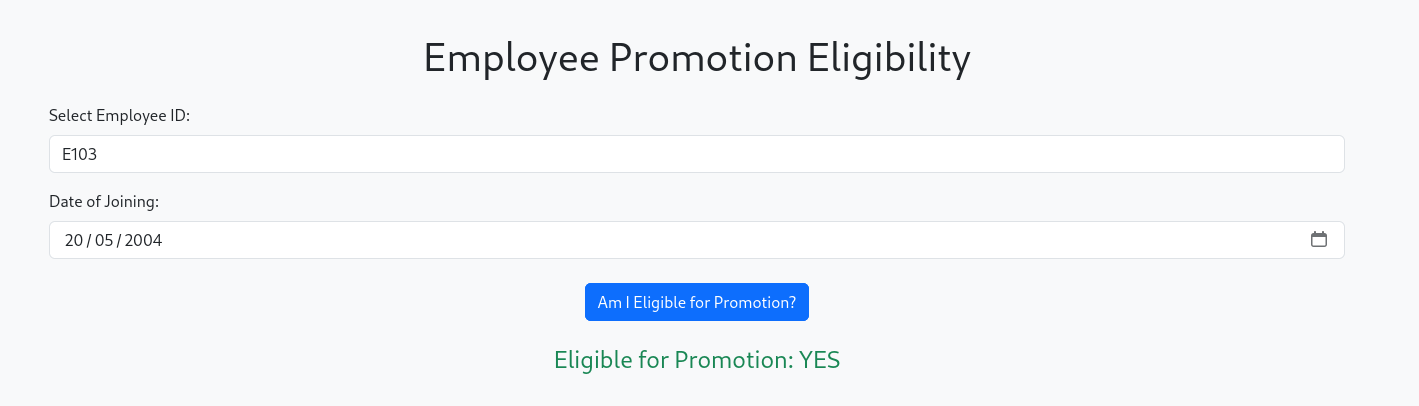 Employee Promotion Eligibility
Select Employee ID:
E103
Date of Joining:
20 / 05 / 2004
Am I Eligible for Promotion?
Eligible for Promotion: YES